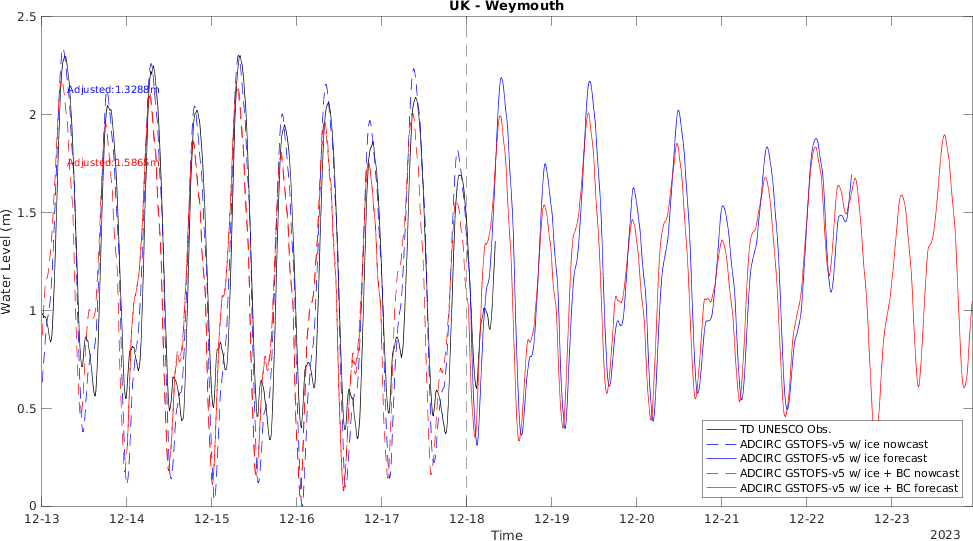 UK - Weymouth
2.5
2
1.5
1
0.5
0
Water Level (m)
Adjusted:1.3288m
Adjusted:1.5865m
TD UNESCO Obs.
ADCIRC GSTOFS-v5 w/ ice nowcast
ADCIRC GSTOFS-v5 w/ ice forecast
ADCIRC GSTOFS-v5 w/ ice + BC nowcast
ADCIRC GSTOFS-v5 w/ ice + BC forecast
12-13 12-14 12-15 12-16 12-17 12-18 12-19 12-20 12-21 12-22 12-23
Time
2023